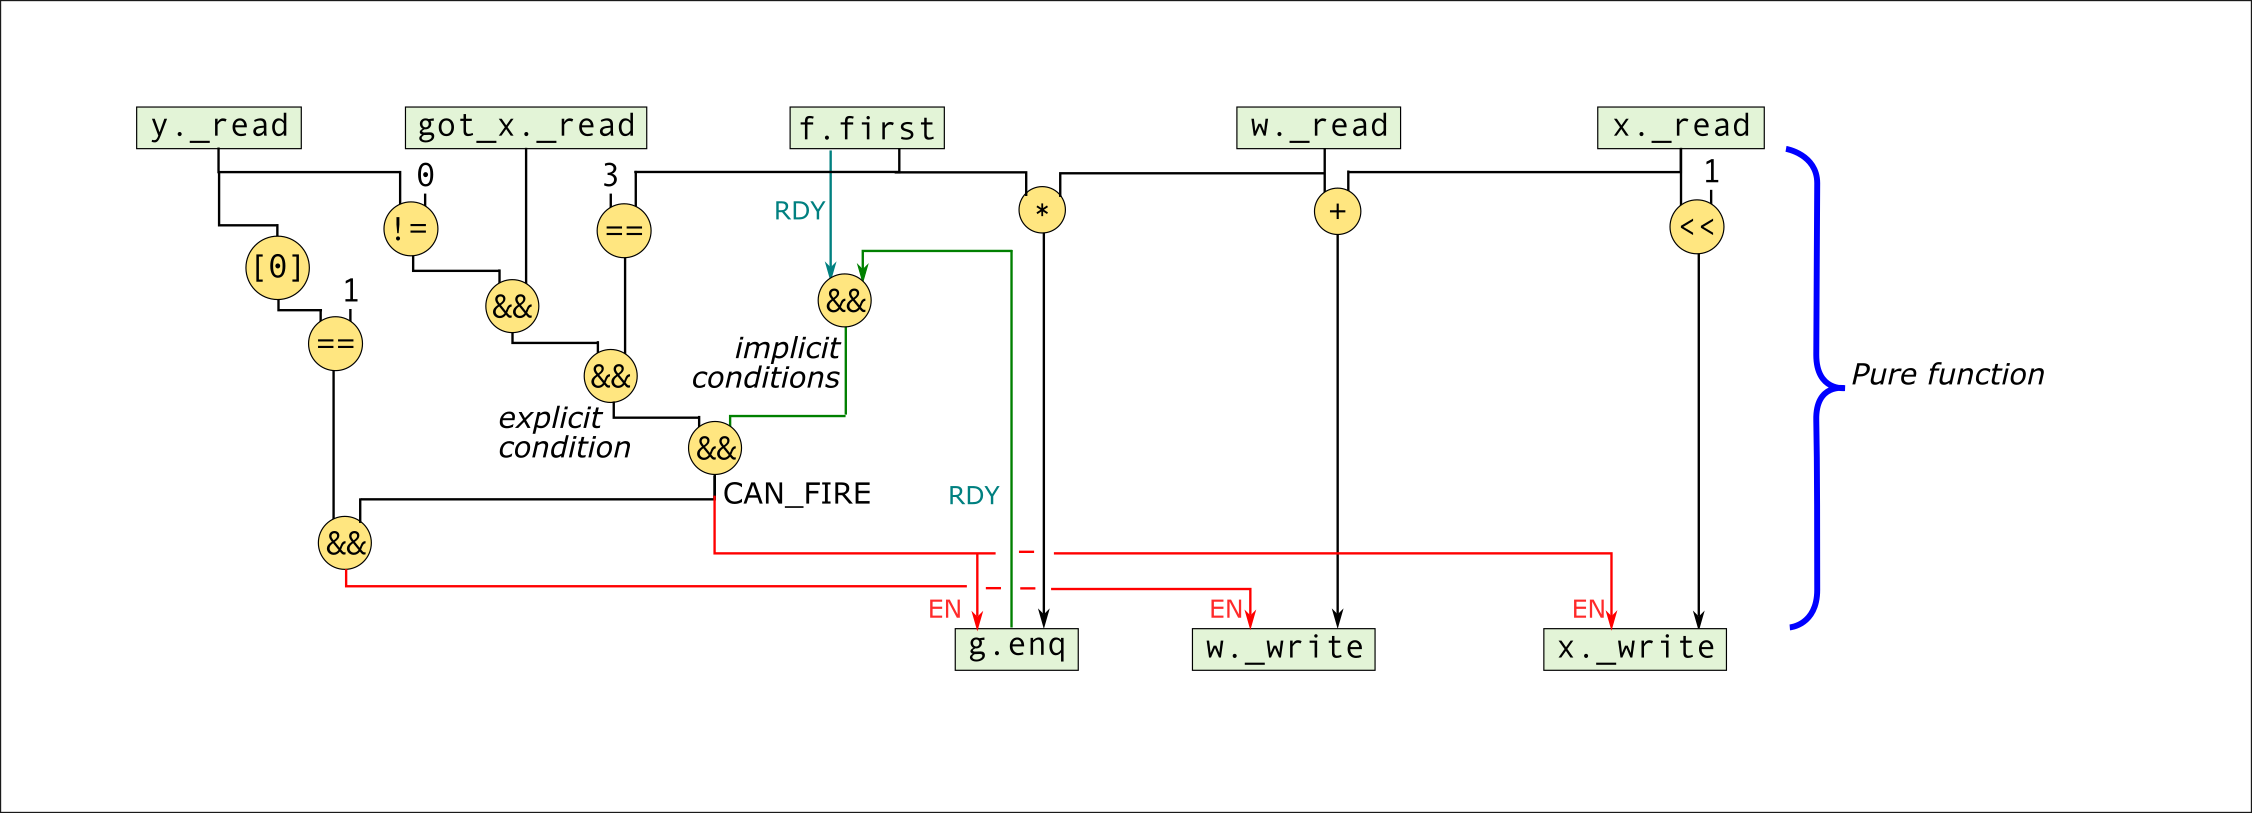 y._read
got_x._read
f.first
w._read
x._read
0
3
1
RDY
!=
==
*
+
<<
[0]
1
&&
&&
==
implicit
conditions
&&
Pure function
explicit
condition
&&
CAN_FIRE
RDY
&&
EN
EN
EN
g.enq
w._write
x._write